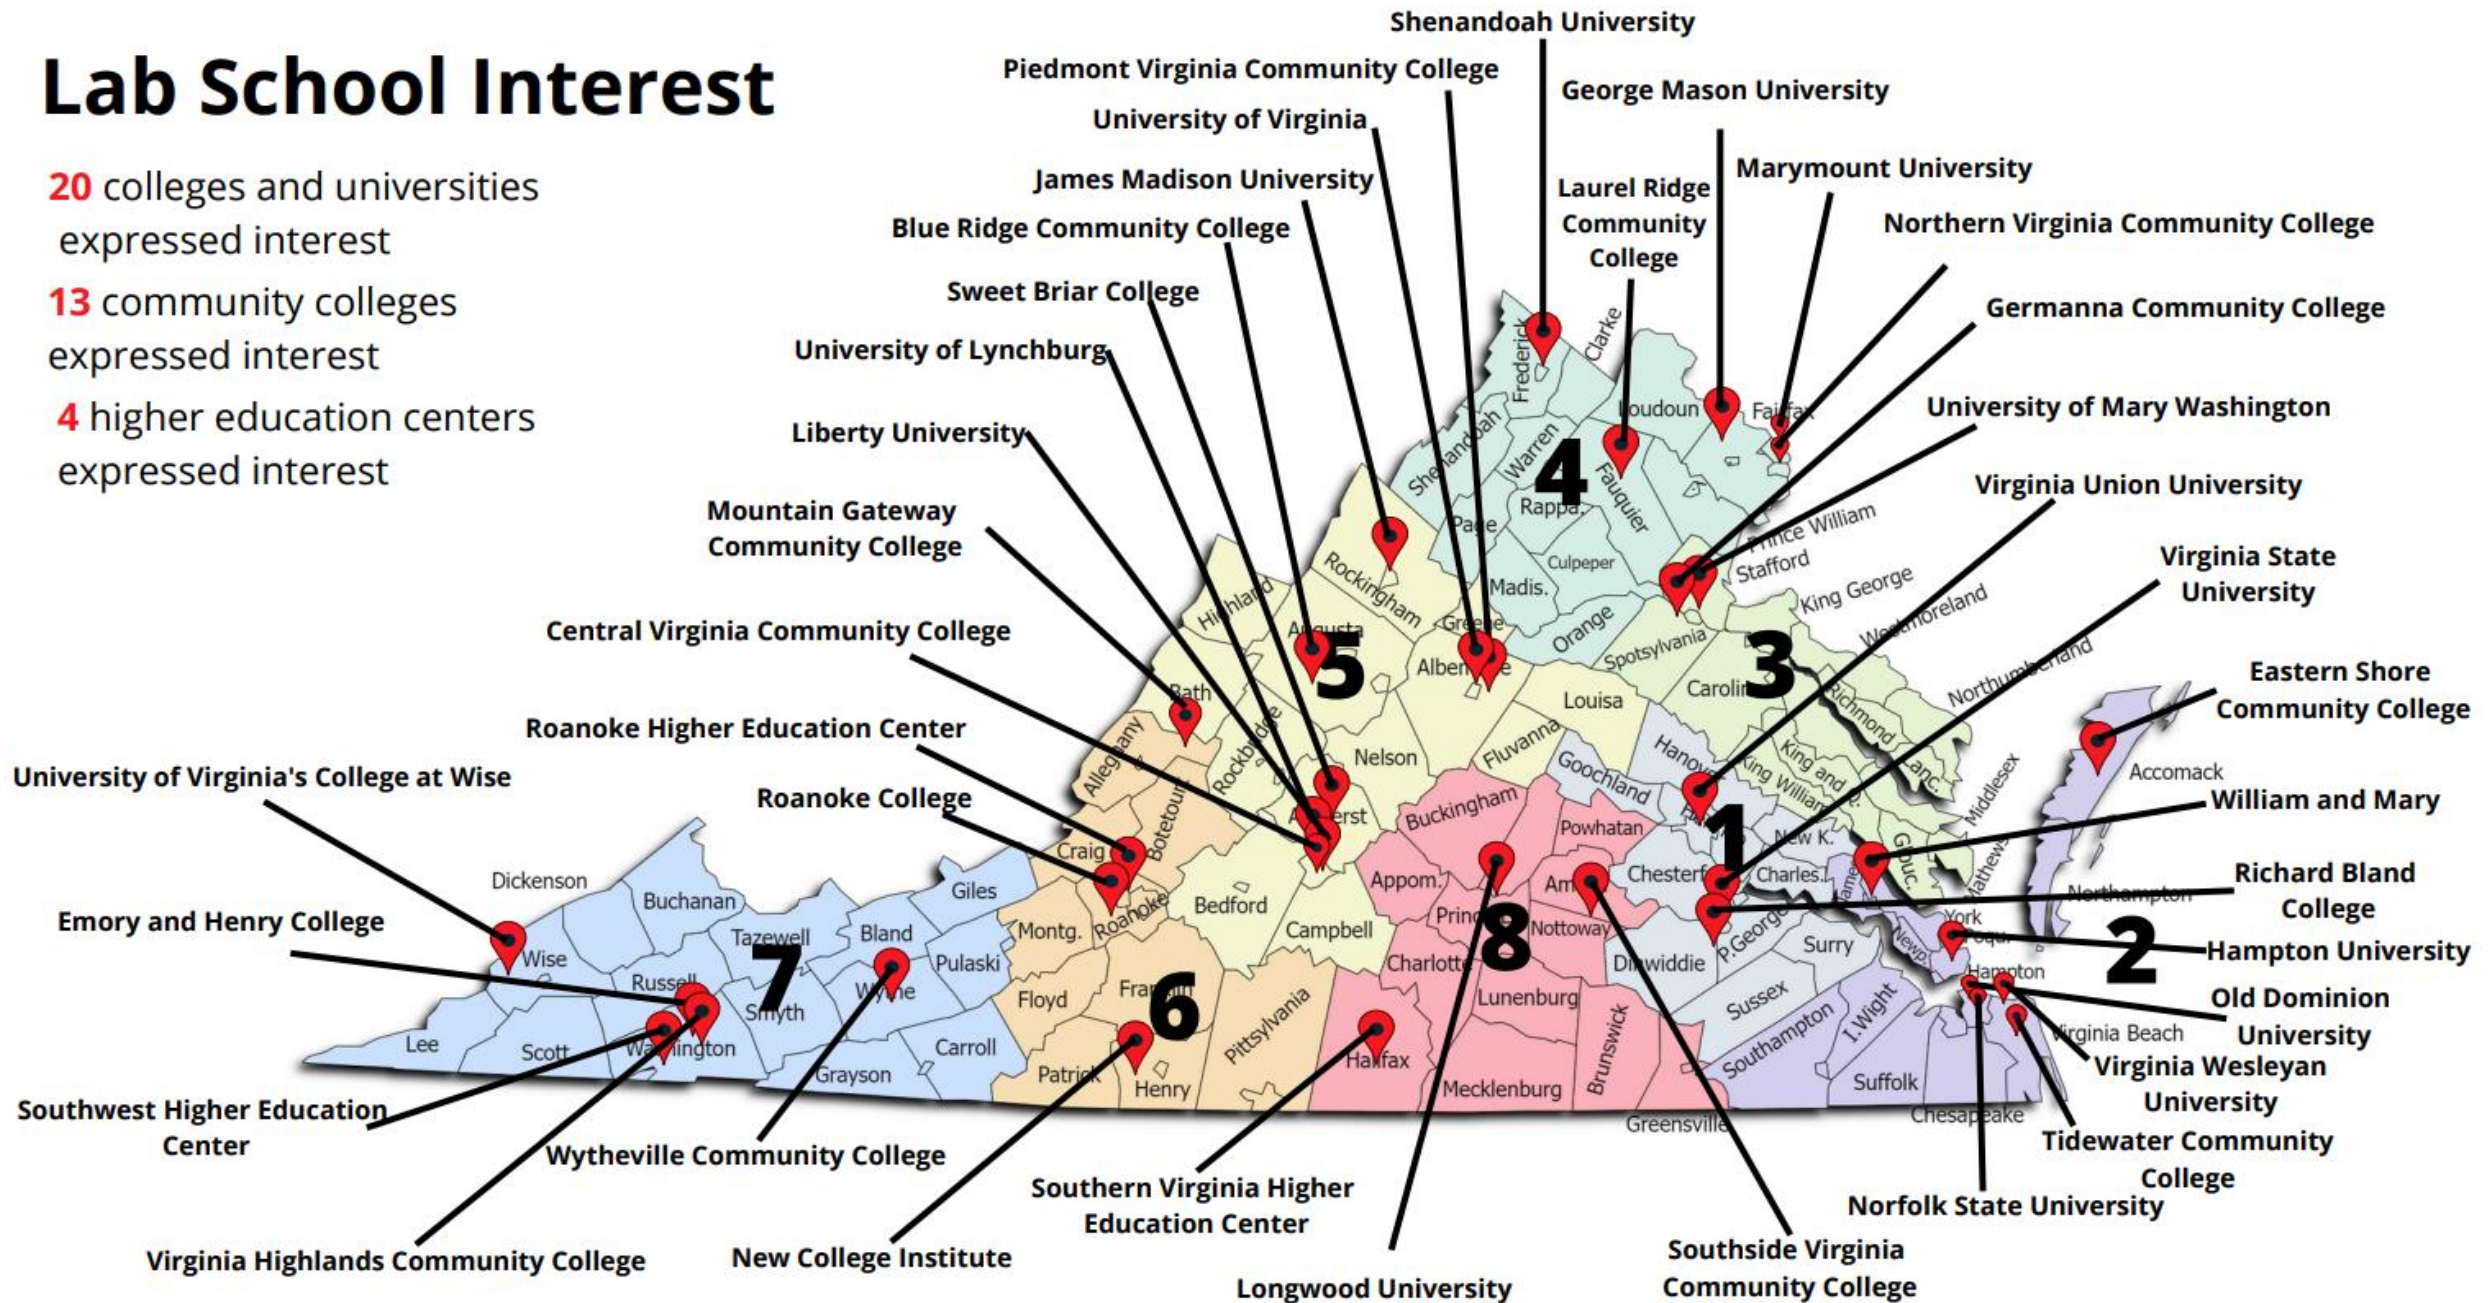 Lab School Interest
20 colleges and universities
expressed interest
13 community colleges
expressed interest
4 higher education centers
expressed interest
Shenandoah University
Piedmont Virginia Community College
George Mason University
University of Virginia
Marymount University
James Madison University
Laurel Ridge
Community
College
Northern Virginia Community College
Blue Ridge Community College
Sweet Briar College
Germanna Community College
University of Lynchburg
University of Mary Washington
Liberty University
Virginia Union University
Mountain Gateway
Community College
Virginia State
University
Central Virginia Community College
Eastern Shore
Community College
Roanoke Higher Education Center
University of Virginia's College at Wise
Roanoke College
William and Mary
Richard Bland
College
Emory and Henry College
Hampton University
Old Dominion
University
Virginia Wesleyan
University
Southwest Higher Education
Center
Tidewater Community
College
Wytheville Community College
Southern Virginia Higher
Education Center
Norfolk State University
Virginia Highlands Community College
New College Institute
Southside Virginia
Community College
Longwood University
Frederick
Clarke
Loudoun
Fairfax
Shenandoah
Warren
4
Fauquier
Rappa.
Page
Prince William
Culpeper
Stafford
Madis.
King George
Rockingham
Highland
Westmoreland
Greene
Orange
Augusta
5
Spotsylvania
3
Northumberland
Albemarle
Bath
Louisa
Caroline
Richmond
Alleghany
Rockbridge
Nelson
Fluvanna
Hanover
King and Q.
Lanc.
Goochland
King William
Middlesex
Accomack
Botetourt
Amherst
Buckingham
Powhatan
1
New K.
Gluc.
Mathews
Craig
Dickenson
Buchanan
Giles
Appom.
Chesterf.
Charles.
James
Northampton
Bedford
Roanoke
Montg.
Campbell
Prince
8
Nottoway
P.George
Surry
York
Poqu.
Newp.
2
Tazewell
Bland
7
Pulaski
Wise
Charlotte
Dinwiddie
Hampton
Russell
Wythe
Smyth
Floyd
Franklin
6
Pittsylvania
Lunenburg
Sussex
Southampton
I.Wight
Virginia Beach
Lee
Scott
Washington
Carroll
Halifax
Grayson
Patrick
Henry
Mecklenburg
Brunswick
Suffolk
Greensville
Chesapeake